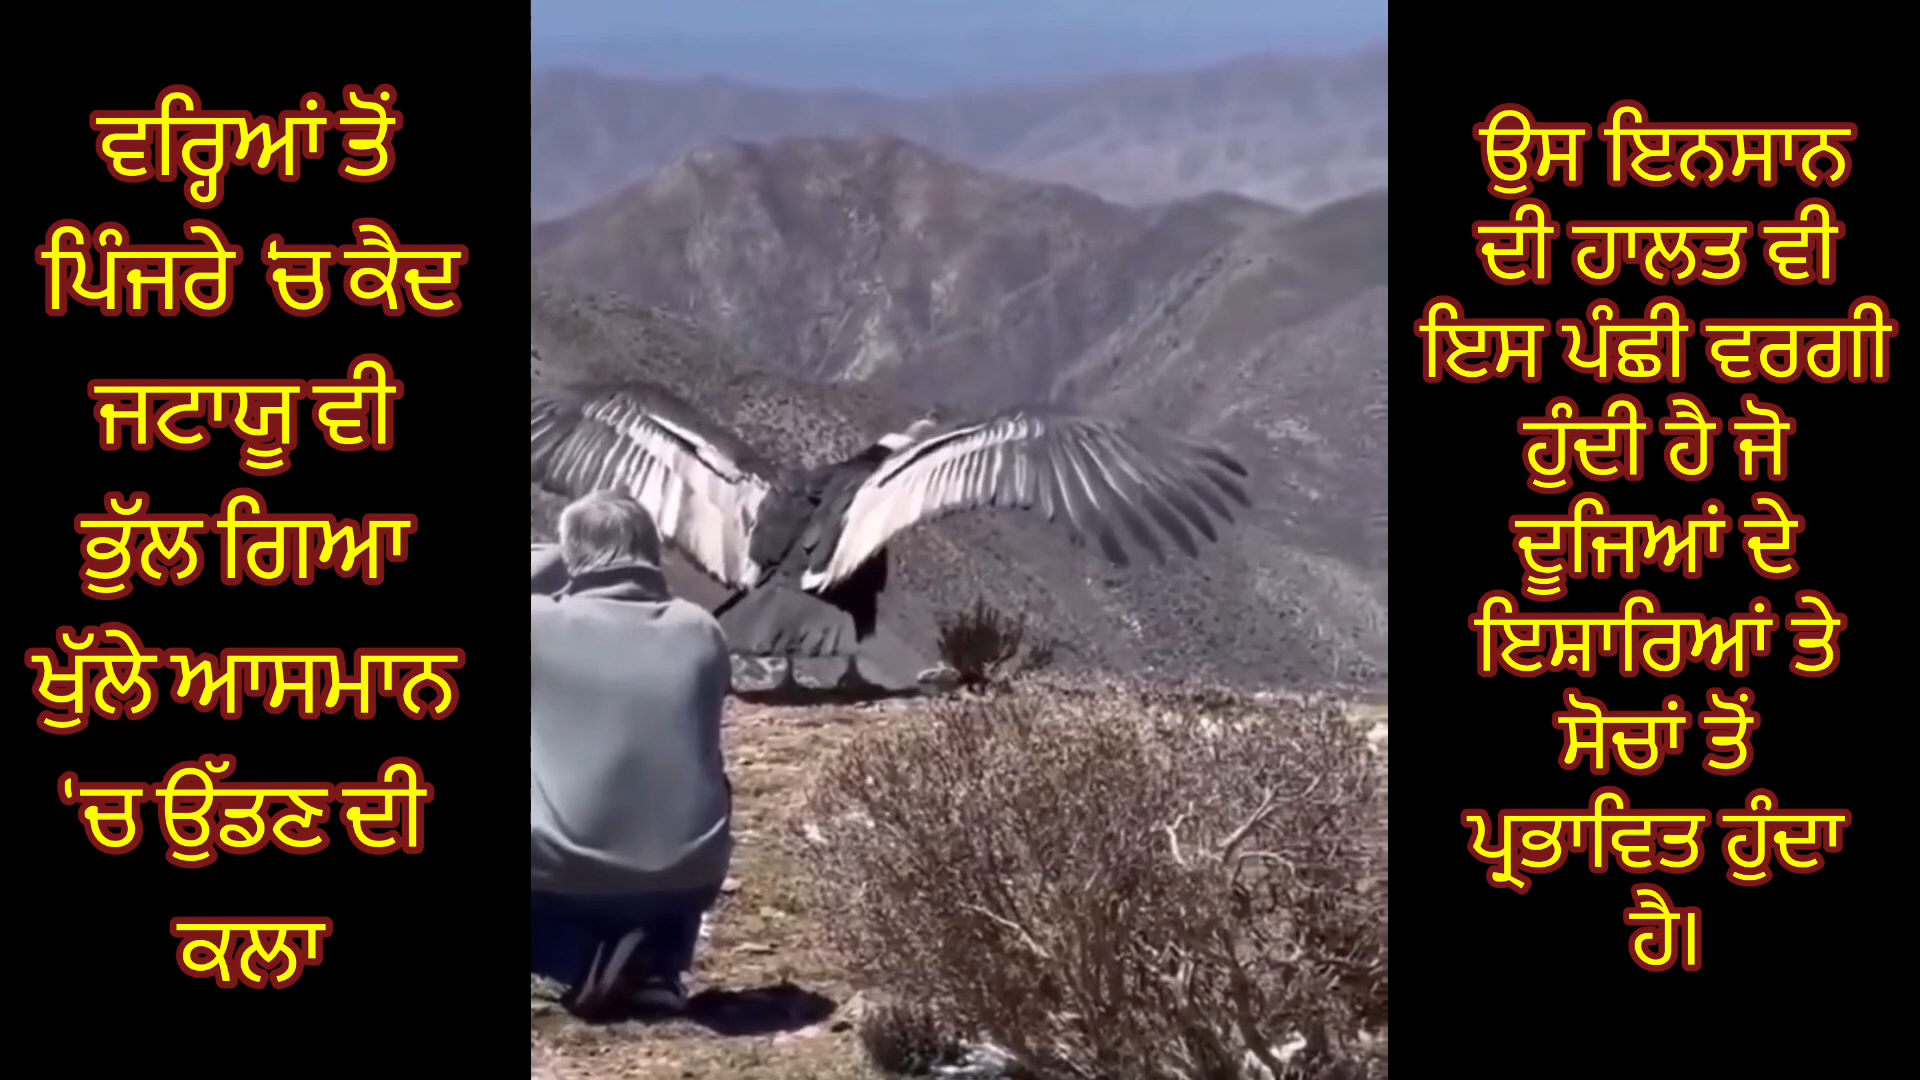 ਵਰ੍ਹਿਆਂ ਤੋਂ
ਪਿੰਜਰੇ 'ਚ ਕੈਦ
ਜਟਾਯੂ ਵੀ
ਭੁੱਲ ਗਿਆ
ਖੁੱਲੇ ਆਸਮਾਨ
'ਚ ਉੱਡਣ ਦੀ
ਕਲਾ
ਉਸ ਇਨਸਾਨ
ਦੀ ਹਾਲਤ ਵੀ
ਇਸ ਪੰਛੀ ਵਰਗੀ
ਹੁੰਦੀ ਹੈ ਜੋ
ਦੂਜਿਆਂ ਦੇ
ਇਸ਼ਾਰਿਆਂ ਤੇ
ਸੋਚਾਂ ਤੋਂ
ਪ੍ਰਭਾਵਿਤ ਹੁੰਦਾ
ਹੈ।